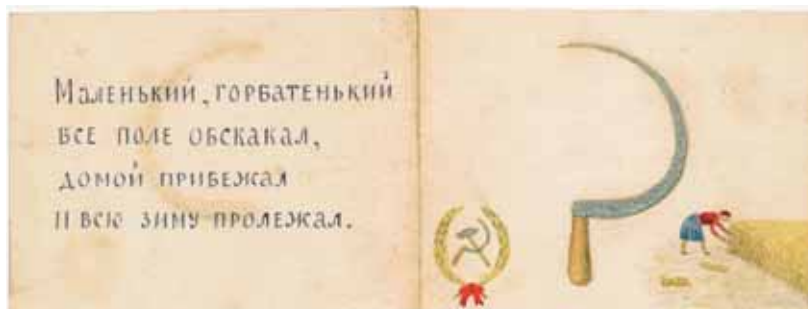 Маленький, горбатенький
все поле обскакал,
домой прибежал
и всю зиму пролежал.